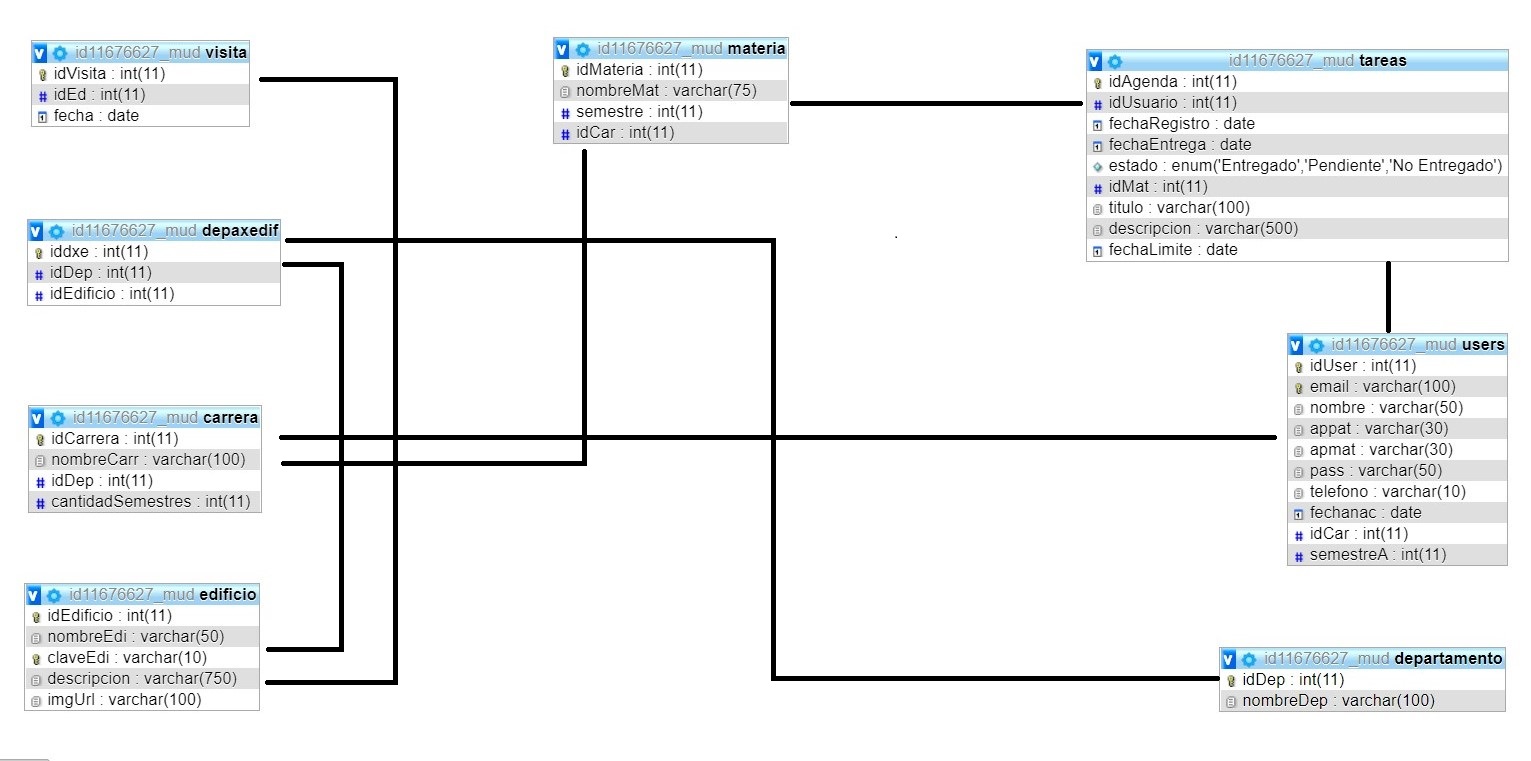 id11676627_mud visita
idVisita : int(11)
idEd : int(11)
fecha : date
id11676627_mud materia
idMateria : int(11)
nombreMat : varchar(75)
semestre : int(11)
idCar : int(11)
id11676627_mud tareas
idAgenda : int(11)
idUsuario : int(11)
fechaRegistro : date
fechaEntrega : date
estado : enum('Entregado','Pendiente','No Entregado')
idMat : int(11)
titulo : varchar(100)
descripcion : varchar(500)
fechaLimite : date
id11676627_mud depaxedif
iddxe : int(11)
idDep : int(11)
idEdificio : int(11)
id11676627_mud users
idUser : int(11)
email : varchar(100)
nombre : varchar(50)
appat : varchar(30)
apmat : varchar(30)
pass : varchar(50)
telefono : varchar(10)
fechanac : date
idCar : int(11)
semestreA : int(11)
id11676627_mud carrera
idCarrera : int(11)
nombreCarr : varchar(100)
idDep : int(11)
cantidadSemestres : int(11)
id11676627_mud edificio
idEdificio : int(11)
nombreEdi : varchar(50)
claveEdi : varchar(10)
descripcion : varchar(750)
imgUrl : varchar(100)
id11676627_mud departamento
idDep : int(11)
nombreDep : varchar(100)